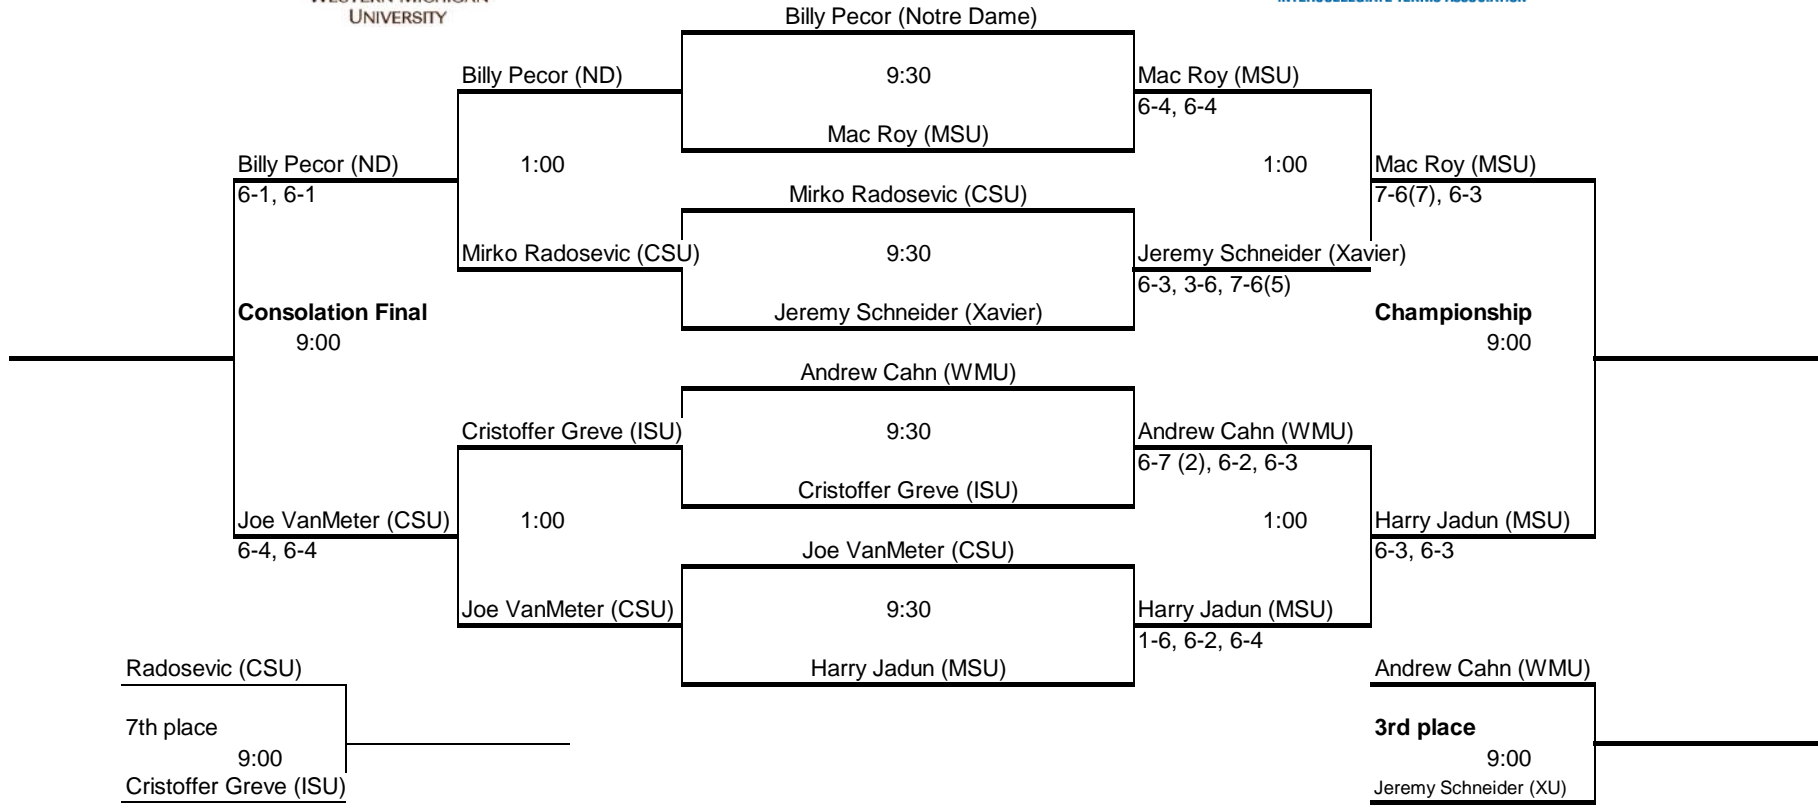 WESTERN MICHIGAN
UNIVERSITY
INTERCOLLEGIATE TENNIS ASSOCIATION
Billy Pecor (Notre Dame)
Billy Pecor (ND)
9:30
Mac Roy (MSU)
6-4, 6-4
Mac Roy (MSU)
Billy Pecor (ND)
1:00
1:00
Mac Roy (MSU)
6-1, 6-1
Mirko Radosevic (CSU)
7-6(7), 6-3
Mirko Radosevic (CSU)
9:30
Jeremy Schneider (Xavier)
6-3, 3-6, 7-6(5)
Consolation Final
Jeremy Schneider (Xavier)
Championship
9:00
9:00
Andrew Cahn (WMU)
Cristoffer Greve (ISU)
9:30
Andrew Cahn (WMU)
6-7 (2), 6-2, 6-3
Cristoffer Greve (ISU)
Joe VanMeter (CSU)
1:00
1:00
Harry Jadun (MSU)
6-4, 6-4
Joe VanMeter (CSU)
6-3, 6-3
Joe VanMeter (CSU)
9:30
Harry Jadun (MSU)
1-6, 6-2, 6-4
Radosevic (CSU)
Harry Jadun (MSU)
Andrew Cahn (WMU)
7th place
3rd place
9:00
9:00
Cristoffer Greve (ISU)
Jeremy Schneider (XU)